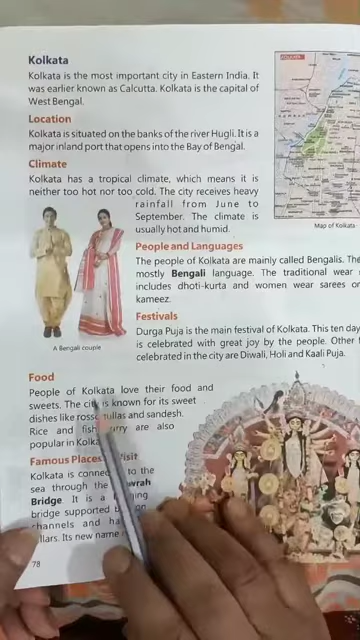 Kolkata
Kolkata is the most important city in Eastern India. It
was earlier known as Calcutta. Kolkata is the capital of
West Bengal.
Location
Kolkata is situated on the banks of the river Hugli. It is a
major inland port that opens into the Bay of Bengal.
Climate
Kolkata has a tropical climate, which means it is
neither too hot nor too cold. The city receives heavy
rainfall from June to
September. The climate is
usually hot and humid.
KOLKATA
Map of Kolkata
People and Languages
The people of Kolkata are mainly called Bengalis. The
mostly Bengali language. The traditional wear
includes dhoti-kurta and women wear sarees or
kameez.
Festivals
Durga Puja is the main festival of Kolkata. This ten day
is celebrated with great joy by the people. Other
celebrated in the city are Diwali, Holi and Kaali Puja.
A Bengali couple
Food
People of Kolkata love their food and
sweets. The city is known for its sweet
dishes like and sandesh.
Rice and fish are also
popular in
Famous Places
Kolkata is to the
sea through the
Bridge. It is a
bridge supported
channels and
Its new name
78